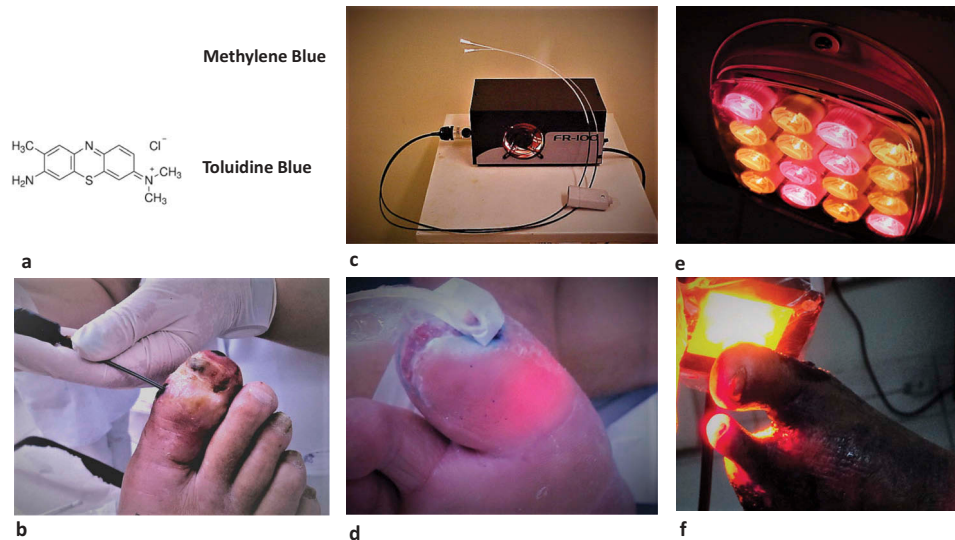 Methylene Blue
Toluidine Blue
H₃C
N
Cl⁻
H₂N
S
N⁺
CH₃
CH₃
FR-100
a
c
e
b
d
f